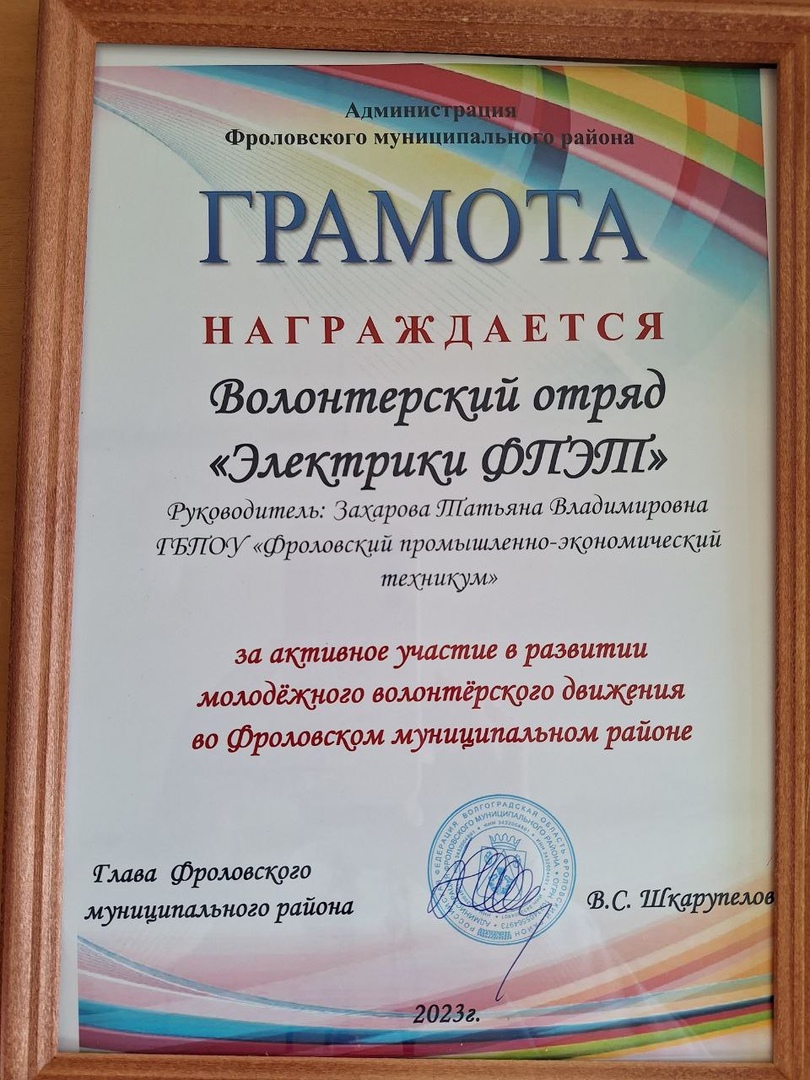 Администрация
Фроловского муниципального района
ГРАМОТА
НАГРАЖДАЕТСЯ
Волонтерский отряд
«Электрики ФПЭТ»
Руководитель: Захарова Татьяна Владимировна
ГБПОУ «Фроловский промышленно-экономический
техникум»
за активное участие в развитии
молодёжного волонтёрского движения
во Фроловском муниципальном районе
Глава Фроловского
муниципального района
В.С. Шкарупелов
2023г.